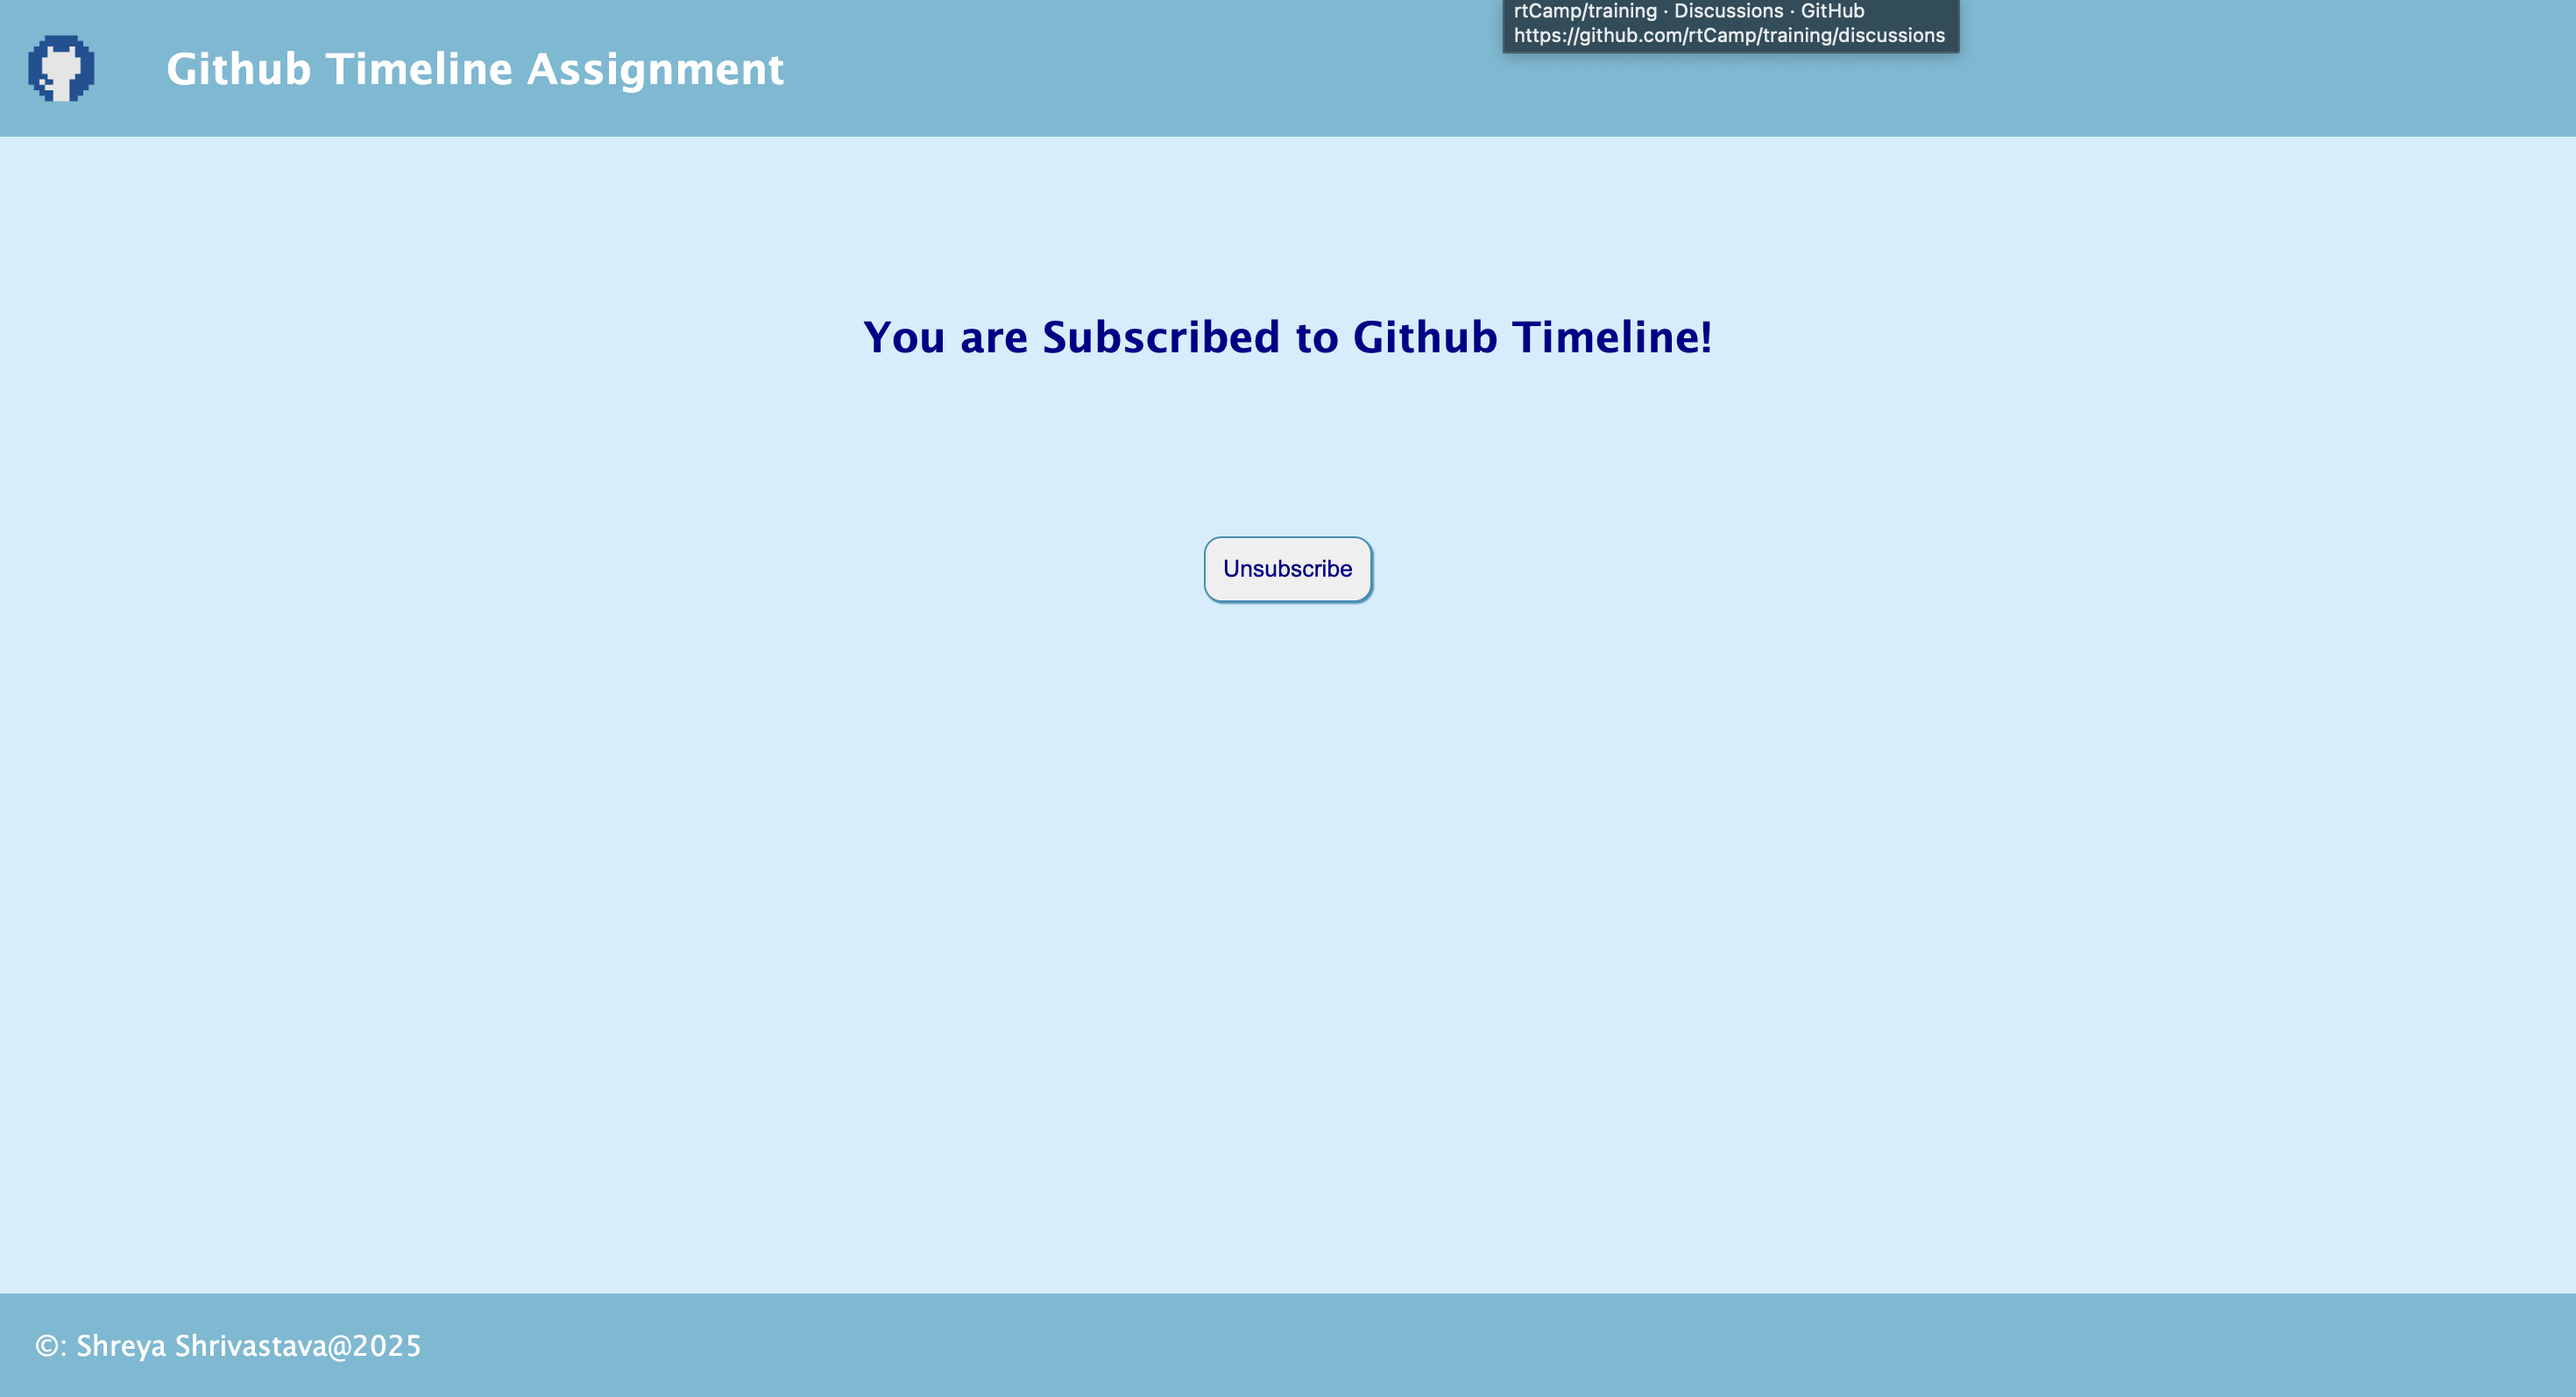 rtCamp/training · Discussions · GitHub
https://github.com/rtCamp/training/discussions
Github Timeline Assignment
You are Subscribed to Github Timeline!
Unsubscribe
©: Shreya Shrivastava@2025